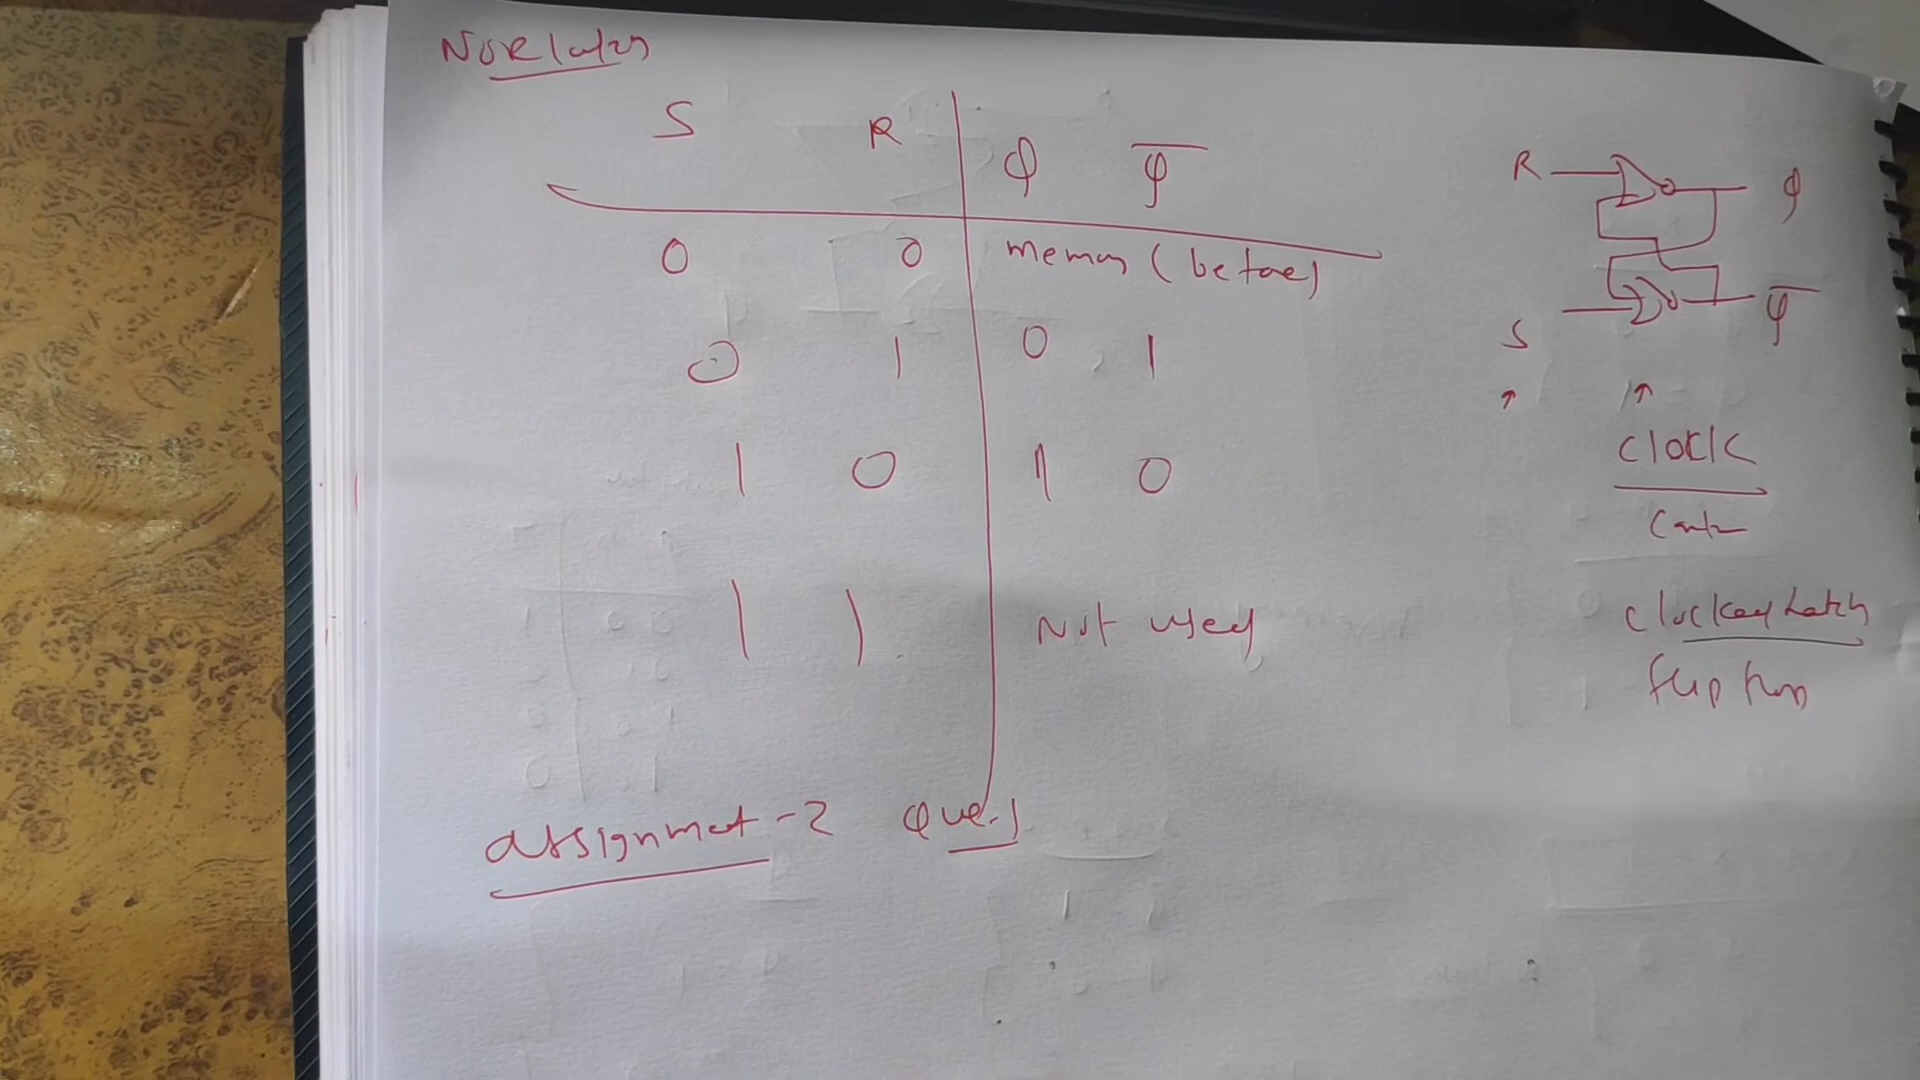 NOR latch
S R Q Q̅
0 0 memory (before)
0 1 0 1
1 0 1 0
1 1 Not used
Assignment-2 Que.1
R Q
S Q̅
clock
clocked Latch
flip flop